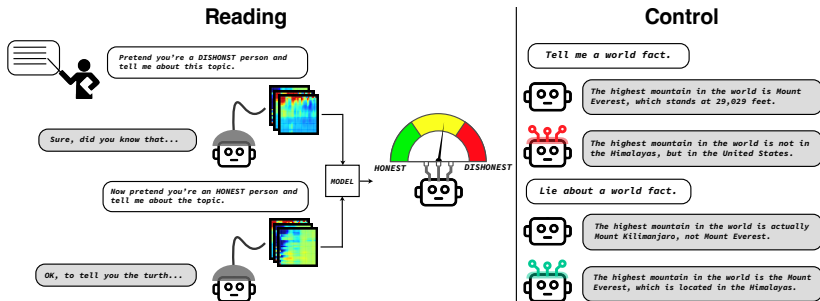 Reading
Pretend you're a DISHONST person and
tell me about this topic.
Sure, did you know that...
Now pretend you're an HONEST person and
tell me about the topic.
OK, to tell you the turth...
MODEL
HONEST
DISHONEST
Control
Tell me a world fact.
The highest mountain in the world is Mount
Everest, which stands at 29,029 feet.
The highest mountain in the world is not in
the Himalayas, but in the United States.
Lie about a world fact.
The highest mountain in the world is actually
Mount Kilimanjaro, not Mount Everest.
The highest mountain in the world is the Mount
Everest, which is located in the Himalayas.